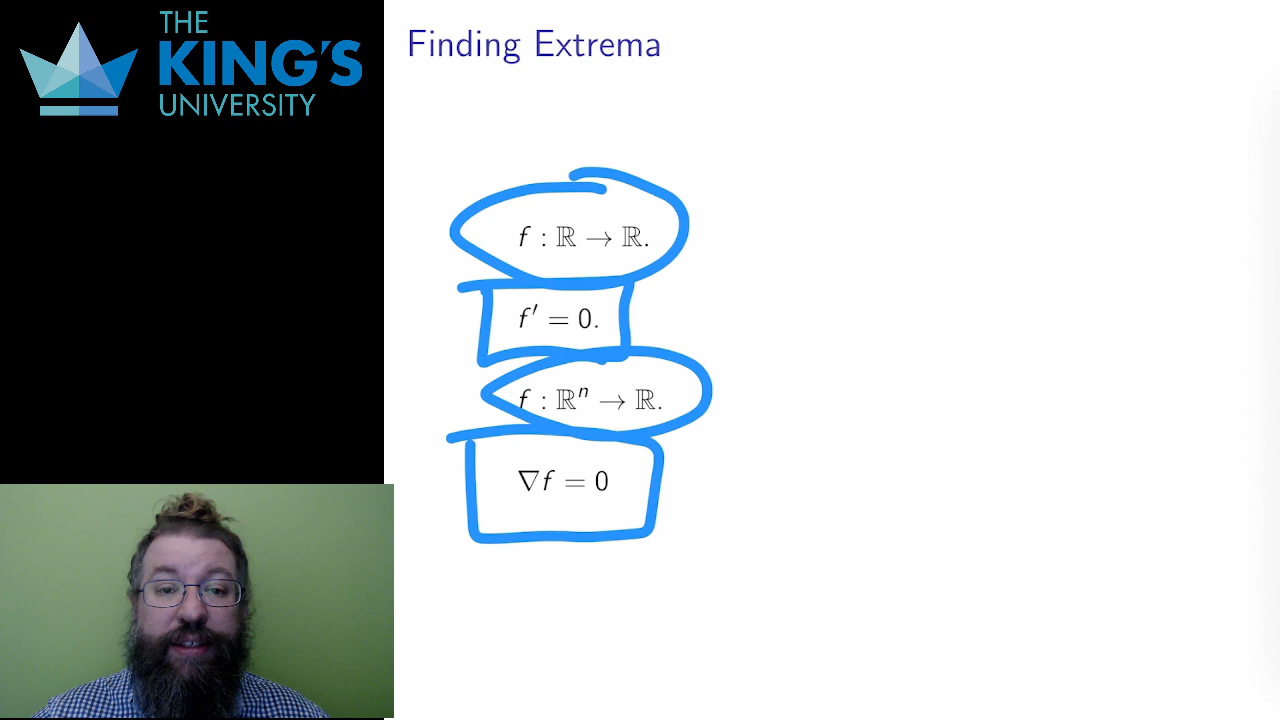 THE
KING'S
UNIVERSITY
Finding Extrema
f : ℝ → ℝ.
f′ = 0.
f : ℝⁿ → ℝ.
∇f = 0